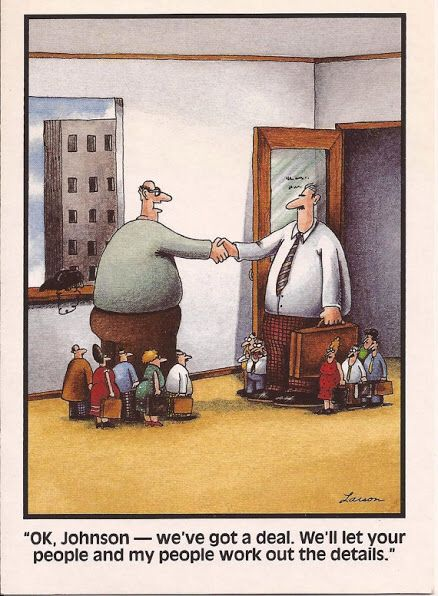 Larson
"OK, Johnson — we've got a deal. We'll let your
people and my people work out the details."